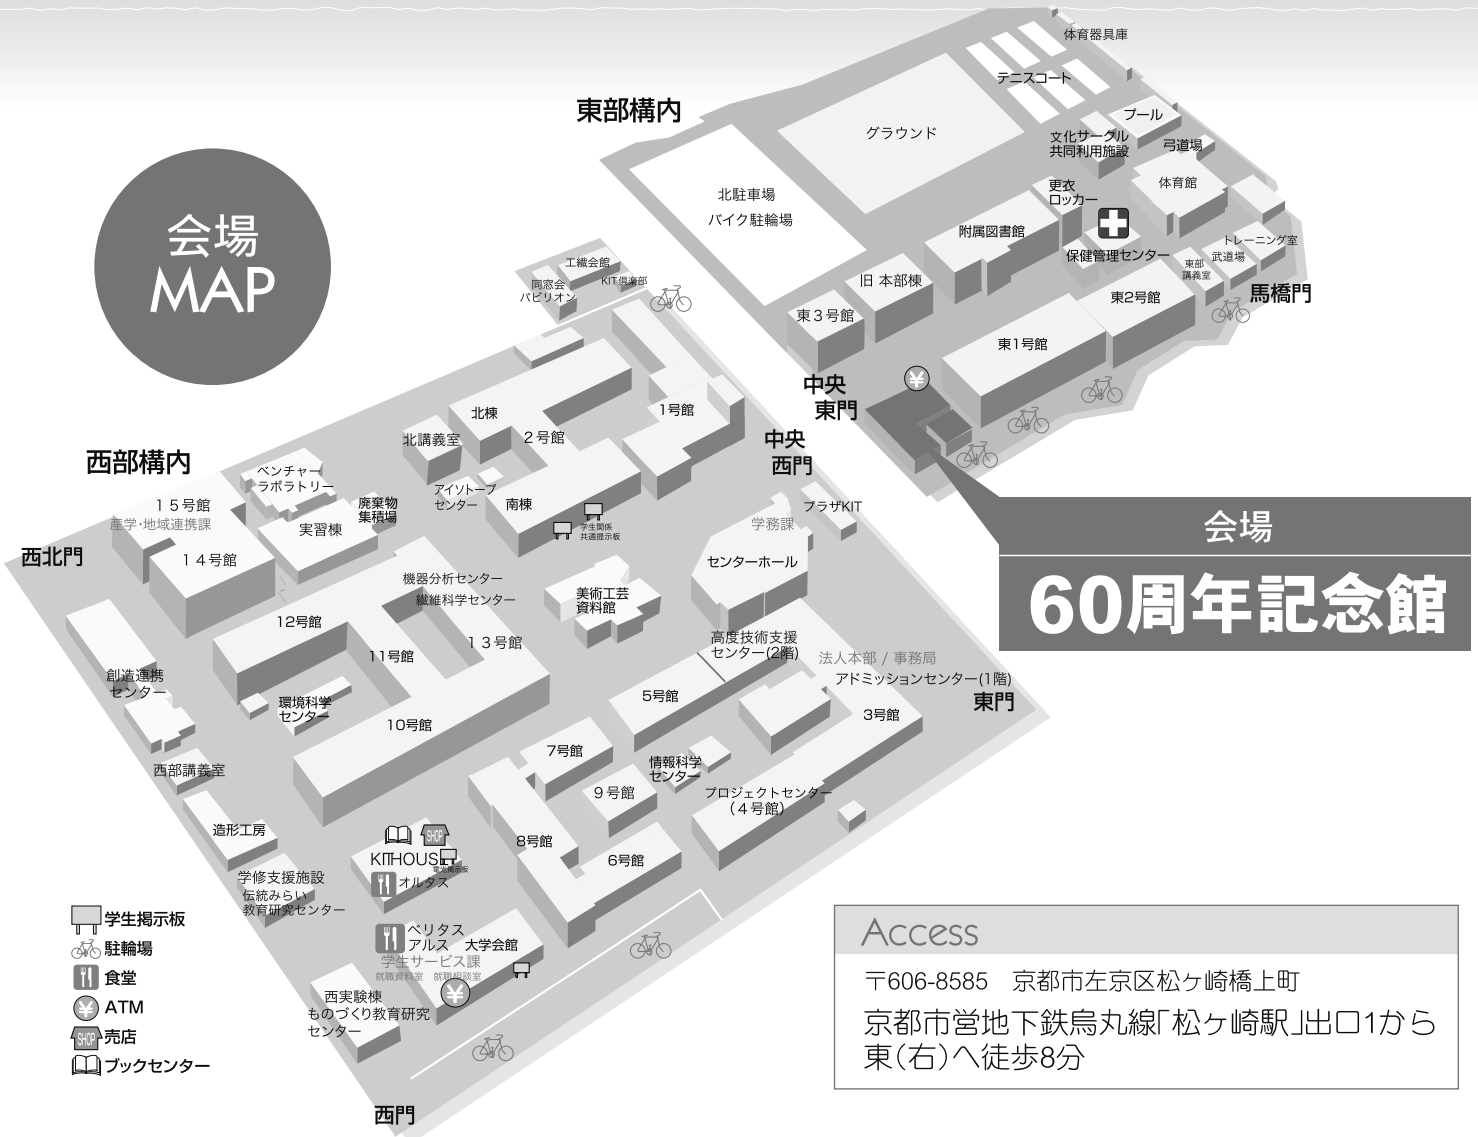 会場
MAP
東部構内
体育器具庫
テニスコート
グラウンド
プール
文化サークル
共同利用施設
弓道場
体育館
北駐車場
バイク駐輪場
更衣
ロッカー
附属図書館
保健管理センター
トレーニング室
武道場
東部
講義室
馬橋門
旧 本部棟
東2号館
東3号館
東1号館
中央
東門
工織会館
KIT倶楽部
同窓会
パビリオン
1号館
北棟
2号館
北講義室
アイソトープ
センター
南棟
学生関係
共通提示板
中央
西門
プラザKIT
学務課
センターホール
西部構内
ベンチャー
ラボラトリー
15号館
産学・地域連携課
廃棄物
集積場
実習棟
14号館
西北門
機器分析センター
繊維科学センター
美術工芸
資料館
12号館
13号館
11号館
高度技術支援
センター(2階)
法人本部 / 事務局
アドミッションセンター(1階)
東門
創造連携
センター
環境科学
センター
10号館
5号館
3号館
7号館
情報科学
センター
9号館
プロジェクトセンター
(4号館)
西部講義室
造形工房
8号館
6号館
SHOP
KITHOUSE
電光掲示板
オルタス
学修支援施設
伝統みらい
教育研究センター
ベリタス
アルス
大学会館
学生サービス課
就職資料室 就職相談室
¥
西実験棟
ものづくり教育研究
センター
西門
学生掲示板
駐輪場
食堂
¥ ATM
SHOP 売店
ブックセンター
¥
会場
60周年記念館
Access
〒606-8585 京都市左京区松ヶ崎橋上町
京都市営地下鉄烏丸線「松ヶ崎駅」出口1から
東(右)へ徒歩8分